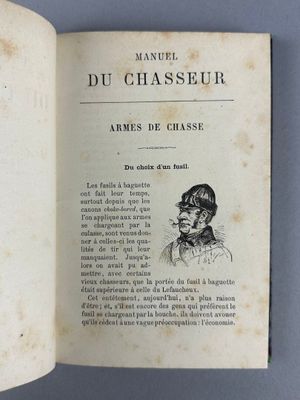 MANUEL
DU CHASSEUR
ARMES DE CHASSE
Du choix d'un fusil.
Les fusils à baguette
ont fait leur temps,
surtout depuis que les
canons choke-bored, que
l'on applique aux armes
se chargeant par la
culasse, sont venus don-
ner à celles-ci les qua-
lités de tir qui leur
manquaient. Jusqu'a-
lors on avait pu ad-
mettre, avec certains
vieux chasseurs, que la portée du fusil à baguette
était supérieure à celle du Lefaucheux.
Cet entêtement, aujourd'hui, n'a plus raison
d'être; et, s'il est encore des gens qui préfèrent le
fusil se chargeant par la bouche, ils doivent avouer
qu'ils cèdent à une vague préoccupation: l'économie.